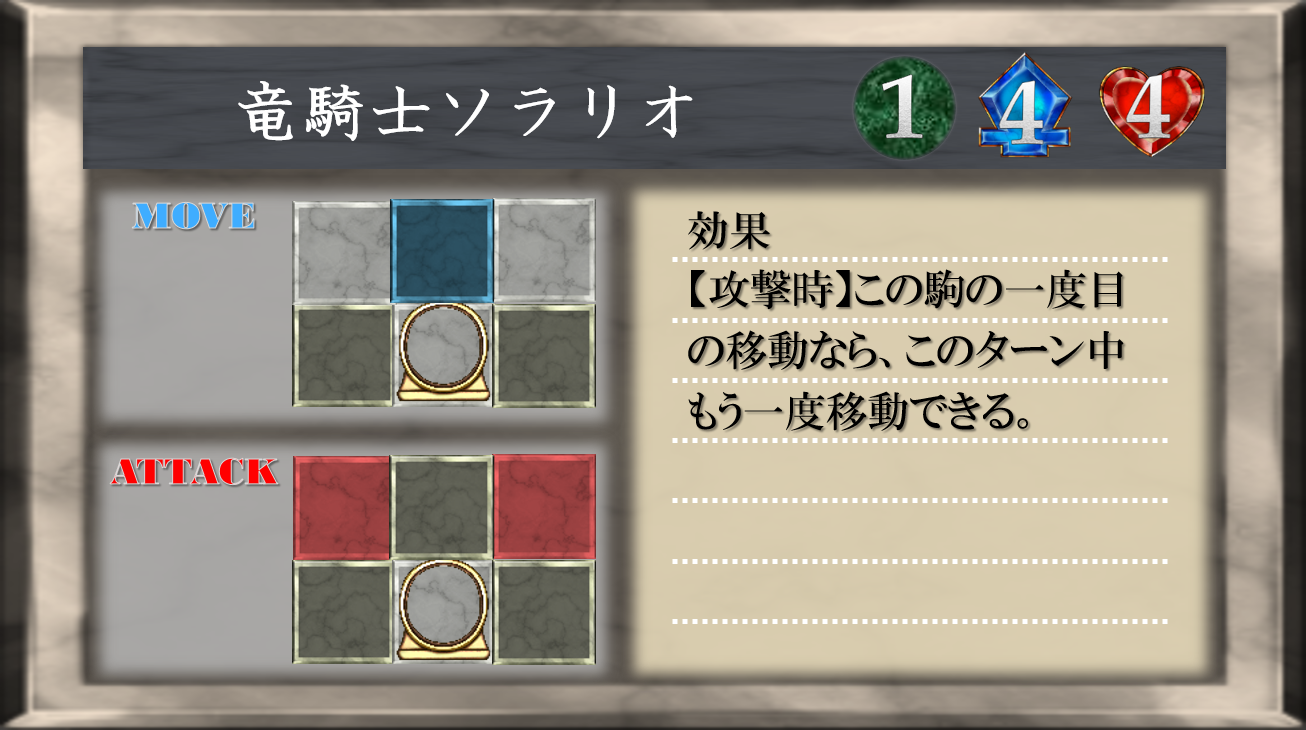 竜騎士ソラリオ
1 4 4
MOVE
効果
【攻撃時】この駒の一度目
の移動なら、このターン中
もう一度移動できる。
ATTACK